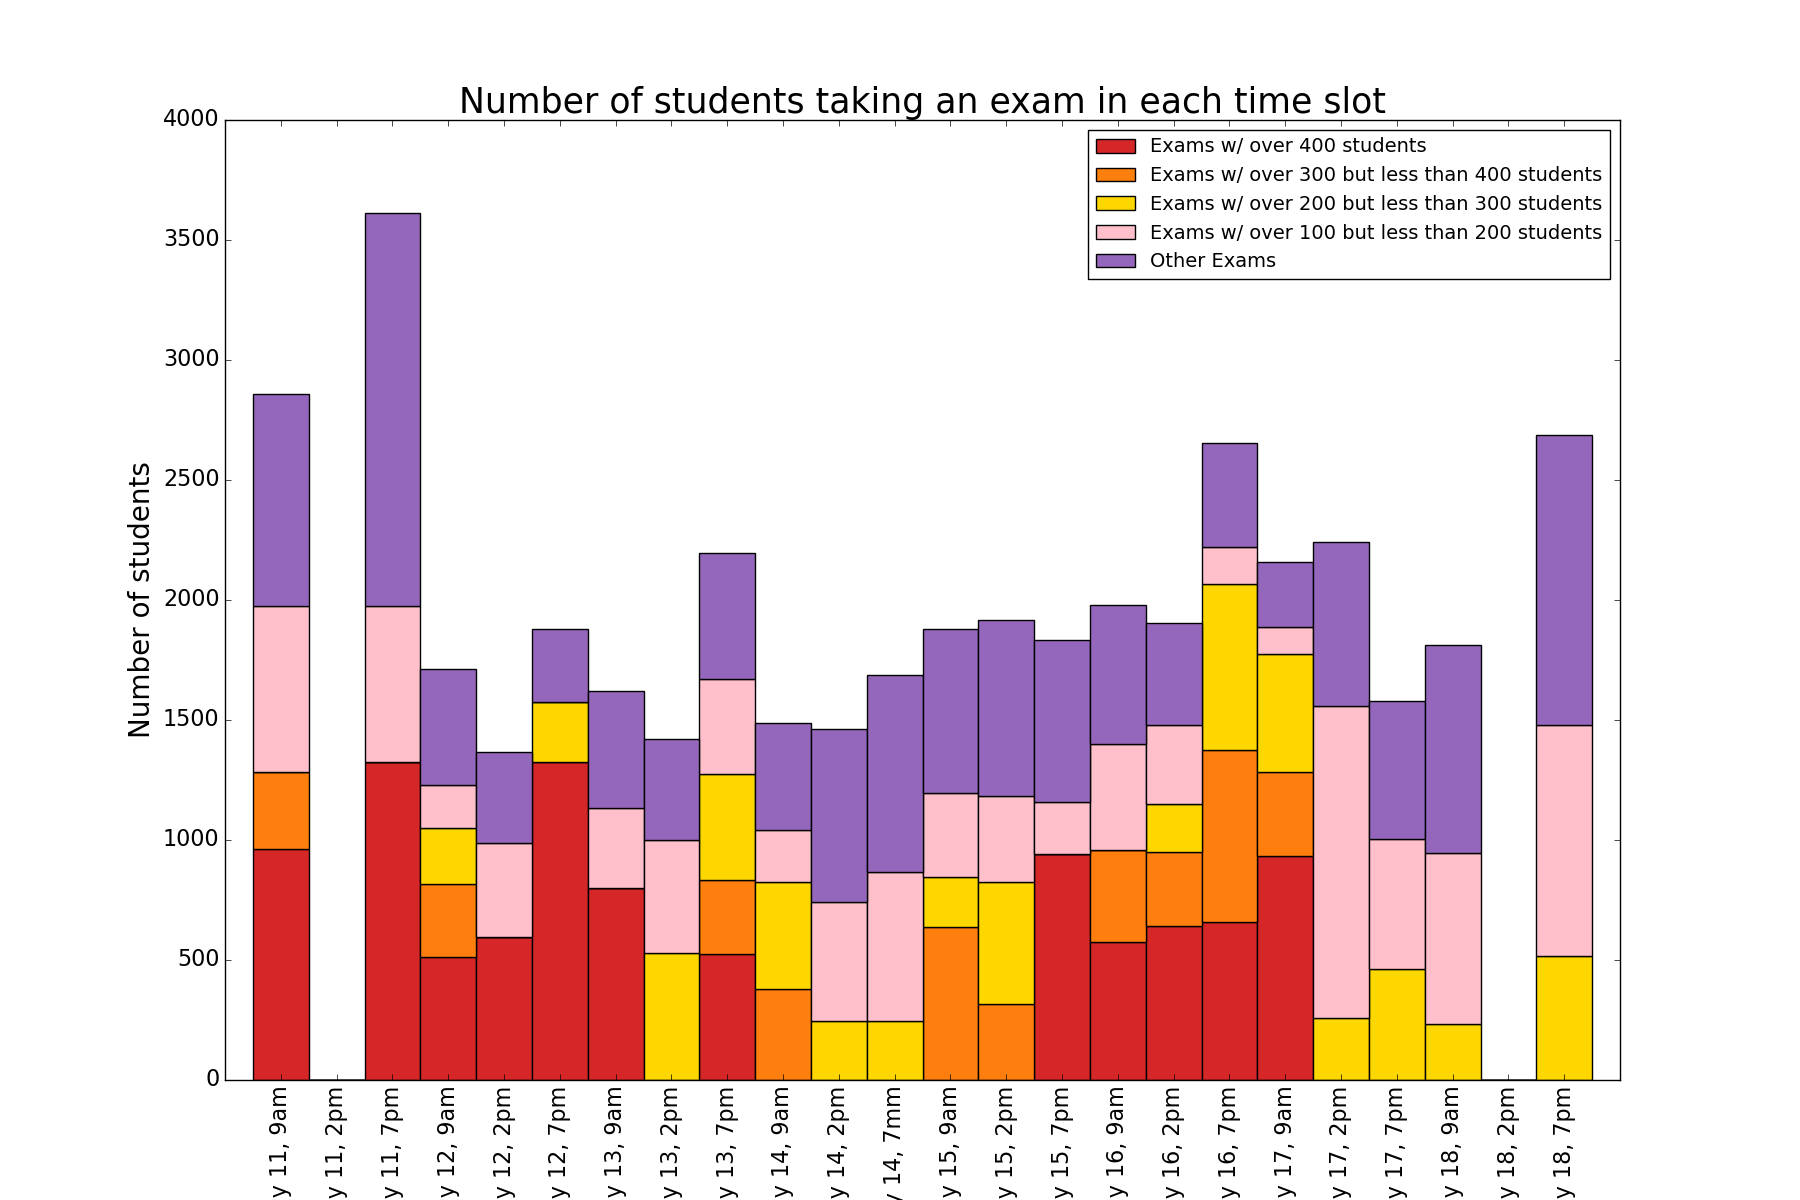 Number of students taking an exam in each time slot
Exams w/ over 400 students
Exams w/ over 300 but less than 400 students
Exams w/ over 200 but less than 300 students
Exams w/ over 100 but less than 200 students
Other Exams
Number of students
4000
3500
3000
2500
2000
1500
1000
500
0
y 11, 9am
y 11, 2pm
y 11, 7pm
y 12, 9am
y 12, 2pm
y 12, 7pm
y 13, 9am
y 13, 2pm
y 13, 7pm
y 14, 9am
y 14, 2pm
y 14, 7mm
y 15, 9am
y 15, 2pm
y 15, 7pm
y 16, 9am
y 16, 2pm
y 16, 7pm
y 17, 9am
y 17, 2pm
y 17, 7pm
y 18, 9am
y 18, 2pm
y 18, 7pm